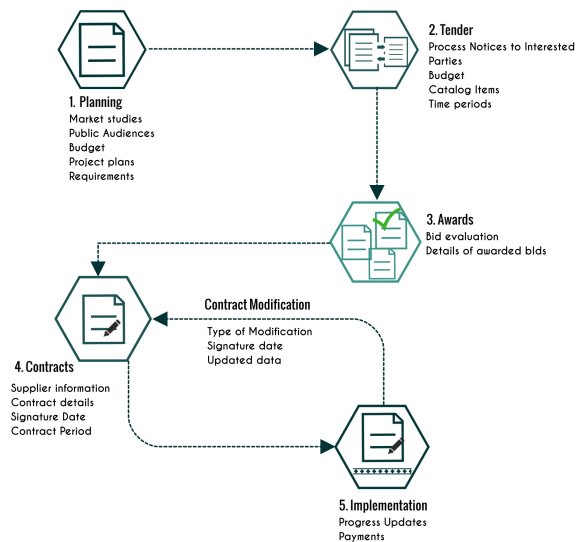 1. Planning
Market studies
Public Audiences
Budget
Project plans
Requirements
2. Tender
Process Notices to Interested
Parties
Budget
Catalog Items
Time periods
3. Awards
Bid evaluation
Details of awarded bIds
Contract Modification
Type of Modification
Signature date
Updated data
4. Contracts
Supplier information
Contract details
Signature Date
Contract Period
5. Implementation
Progress Updates
Payments